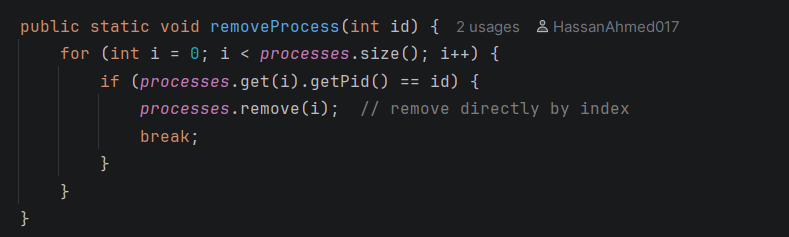 public static void removeProcess(int id) {  2 usages  HassanAhmed017
    for (int i = 0; i < processes.size(); i++) {
        if (processes.get(i).getPid() == id) {
            processes.remove(i);  // remove directly by index
            break;
        }
    }
}